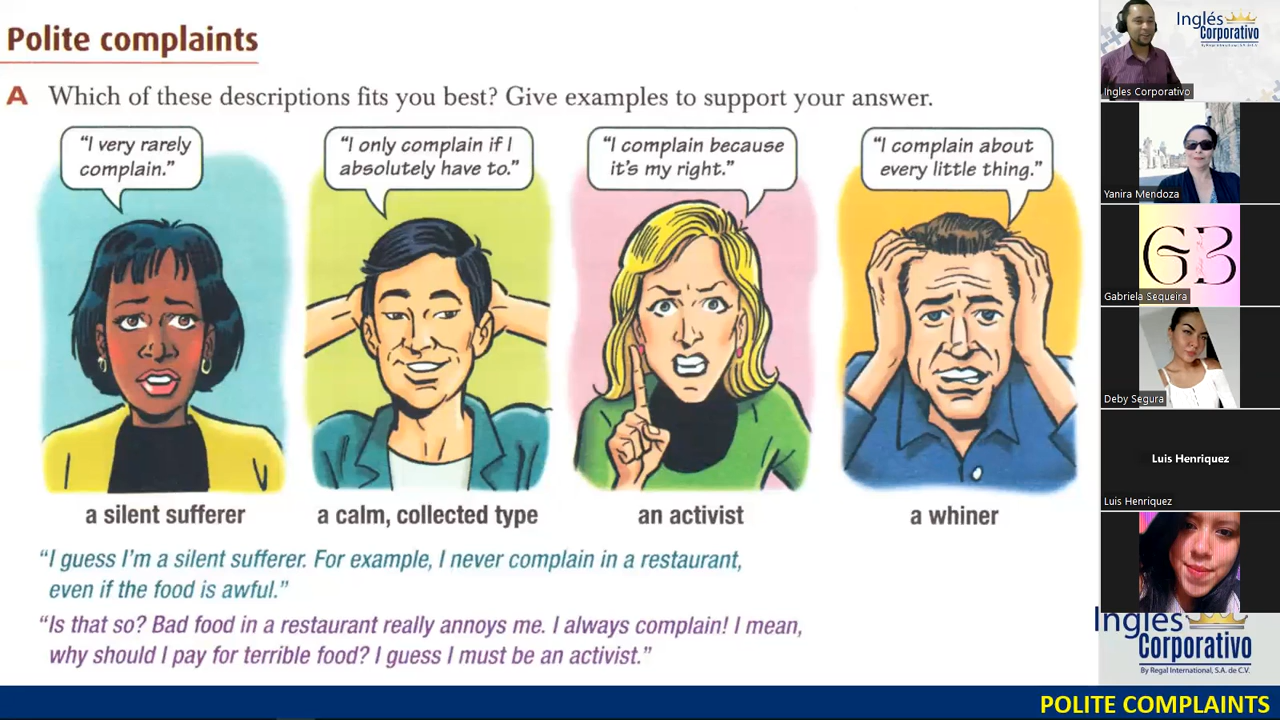 Polite complaints
A Which of these descriptions fits you best? Give examples to support your answer.
"I very rarely
complain."
"I only complain if I
absolutely have to."
"I complain because
it's my right."
"I complain about
every little thing."
a silent sufferer
a calm, collected type
an activist
a whiner
"I guess I'm a silent sufferer. For example, I never complain in a restaurant,
even if the food is awful."
"Is that so? Bad food in a restaurant really annoys me. I always complain! I mean,
why should I pay for terrible food? I guess I must be an activist."
POLITE COMPLAINTS
Inglés
Corporativo
By Regal International, S.A. de C.V.
Ingles Corporativo
Yanira Mendoza
GB
Gabriela Sequeira
Deby Segura
Luis Henriquez
Luis Henriquez
Inglés
Corporativo
By Regal International, S.A. de C.V.